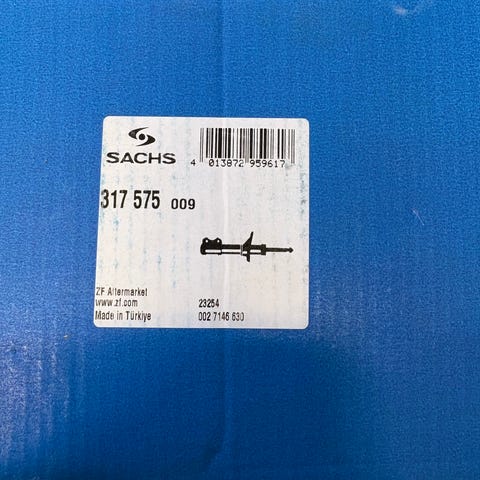 SACHS
4 013872 959617
317 575 009
ZF Aftermarket
www.zf.com
Made in Türkiye
23254
002 7146 630